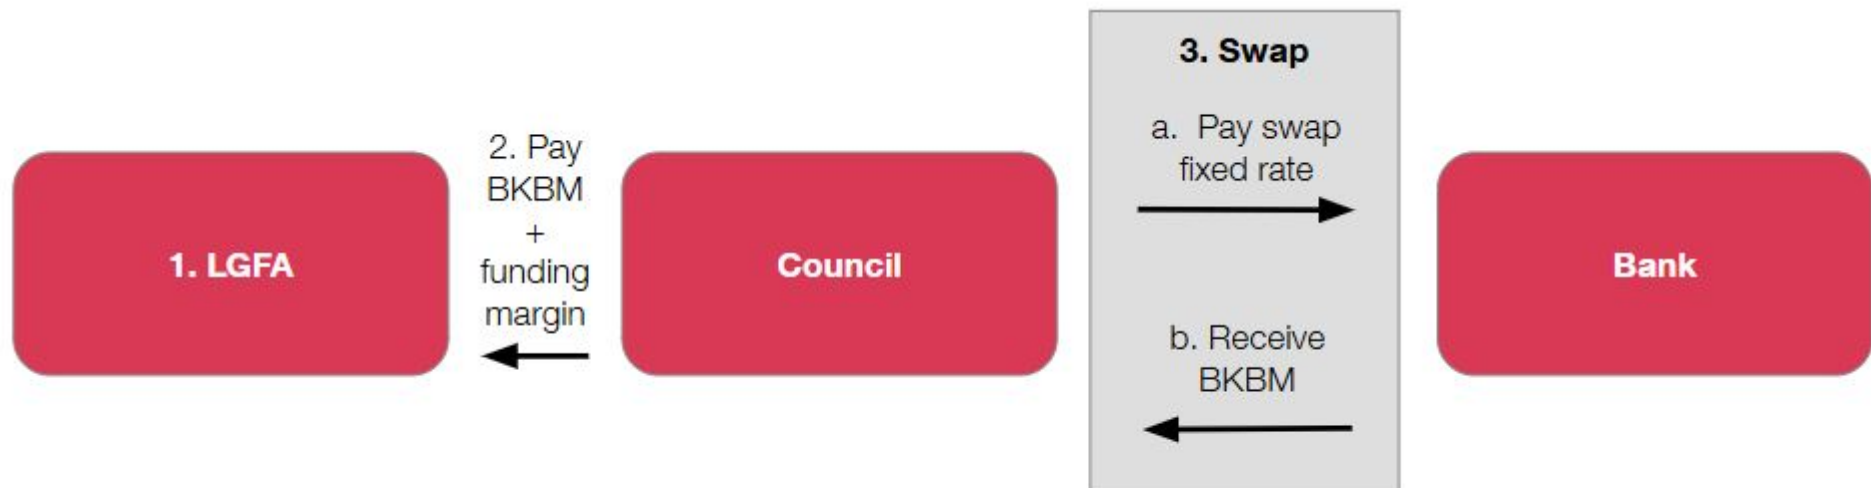 1. LGFA
2. Pay
BKBM
+
funding
margin
Council
3. Swap
a. Pay swap
fixed rate
b. Receive
BKBM
Bank